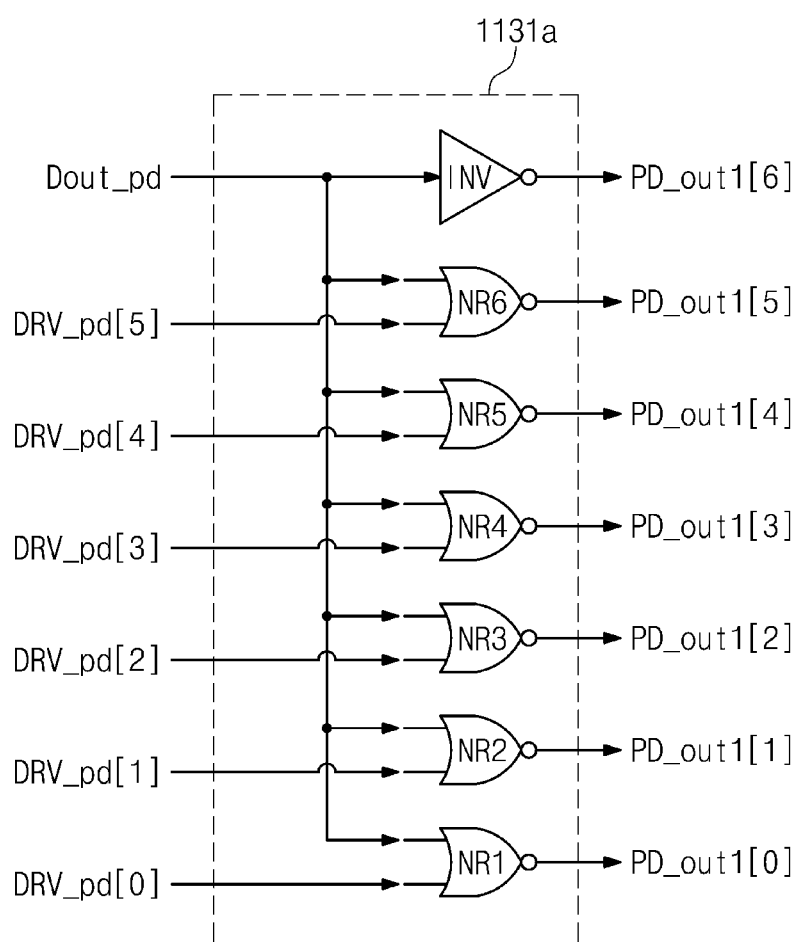 1131a
Dout_pd
INV
PD_out1[6]
NR6
PD_out1[5]
DRV_pd[5]
NR5
PD_out1[4]
DRV_pd[4]
NR4
PD_out1[3]
DRV_pd[3]
NR3
PD_out1[2]
DRV_pd[2]
NR2
PD_out1[1]
DRV_pd[1]
NR1
PD_out1[0]
DRV_pd[0]